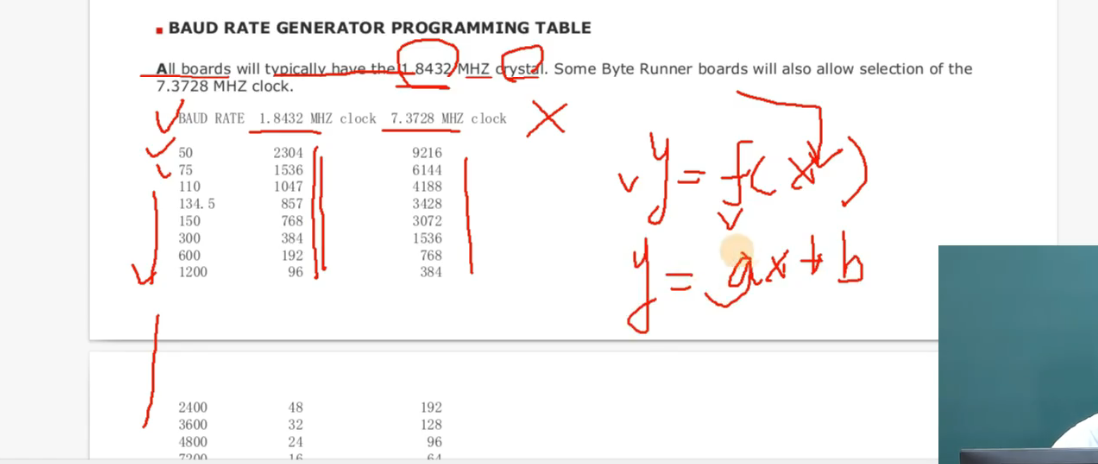 BAUD RATE GENERATOR PROGRAMMING TABLE
All boards will typically have the 1.8432 MHZ crystal. Some Byte Runner boards will also allow selection of the
7.3728 MHZ clock.
BAUD RATE 1.8432 MHZ clock 7.3728 MHZ clock
50 2304 9216
75 1536 6144
110 1047 4188
134.5 857 3428
150 768 3072
300 384 1536
600 192 768
1200 96 384
y = f(x)
y = ax + b
2400 48 192
3600 32 128
4800 24 96
7200 16 64